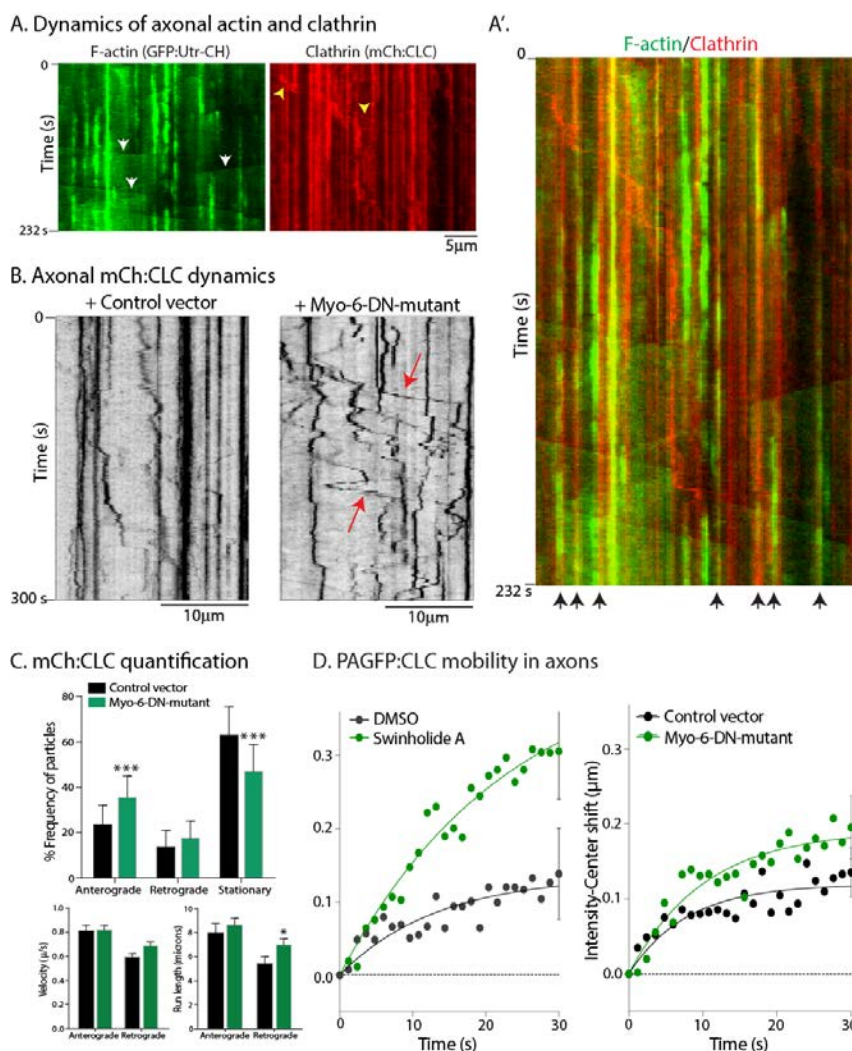 A. Dynamics of axonal actin and clathrin
F-actin (GFP:Utr-CH)
Clathrin (mCh:CLC)
0
Time (s)
232 s
5μm
A'.
F-actin/Clathrin
0
Time (s)
232 s
B. Axonal mCh:CLC dynamics
+ Control vector
+ Myo-6-DN-mutant
0
Time (s)
300 s
10μm
10μm
C. mCh:CLC quantification
Control vector
Myo-6-DN-mutant
% Frequency of particles
80
60
40
20
0
***
***
Anterograde
Retrograde
Stationary
Velocity (μ/s)
1.0
0.8
0.6
0.4
0.2
0.0
Anterograde Retrograde
Run length (microns)
10
8
6
4
2
0
*
Anterograde Retrograde
D. PAGFP:CLC mobility in axons
DMSO
Swinholide A
0.3
0.2
0.1
0.0
0
10
20
30
Time (s)
Control vector
Myo-6-DN-mutant
Intensity-Center shift (μm)
0.3
0.2
0.1
0.0
0
10
20
30
Time (s)